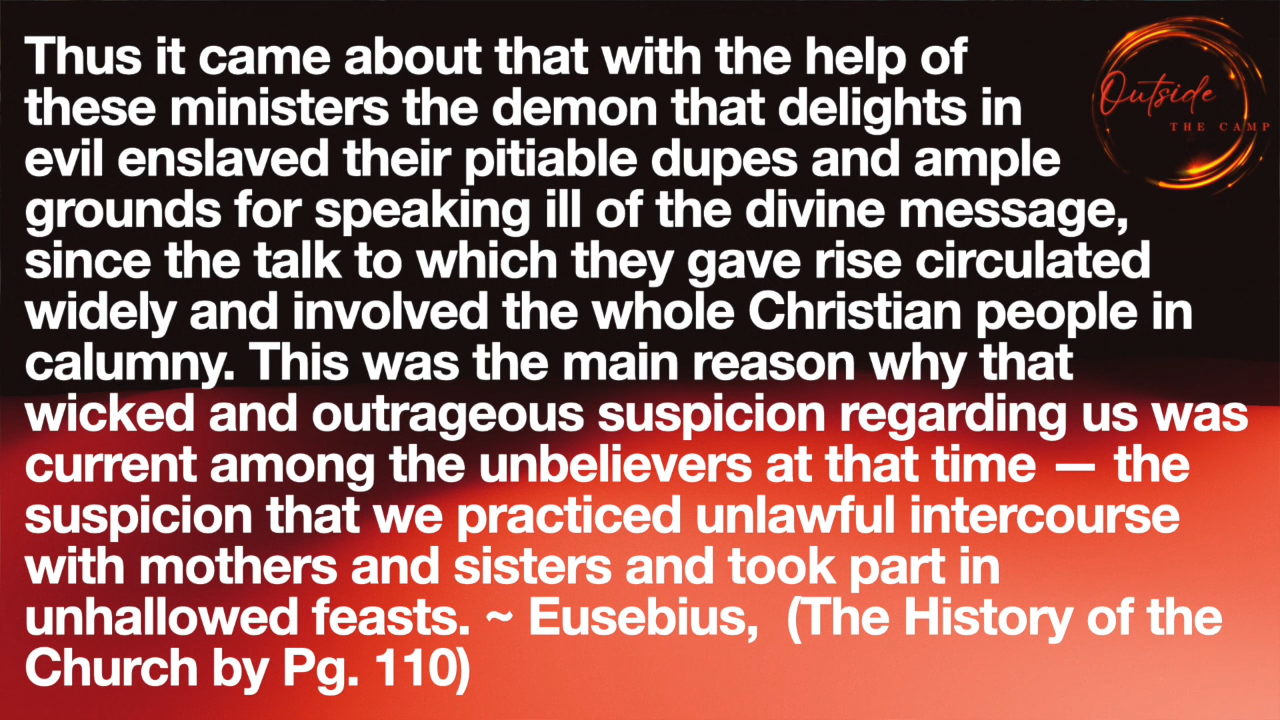 Thus it came about that with the help of
these ministers the demon that delights in
evil enslaved their pitiable dupes and ample
grounds for speaking ill of the divine message,
since the talk to which they gave rise circulated
widely and involved the whole Christian people in
calumny. This was the main reason why that
wicked and outrageous suspicion regarding us was
current among the unbelievers at that time — the
suspicion that we practiced unlawful intercourse
with mothers and sisters and took part in
unhallowed feasts. ~ Eusebius,  (The History of the
Church by Pg. 110)
Outside
THE CAMP